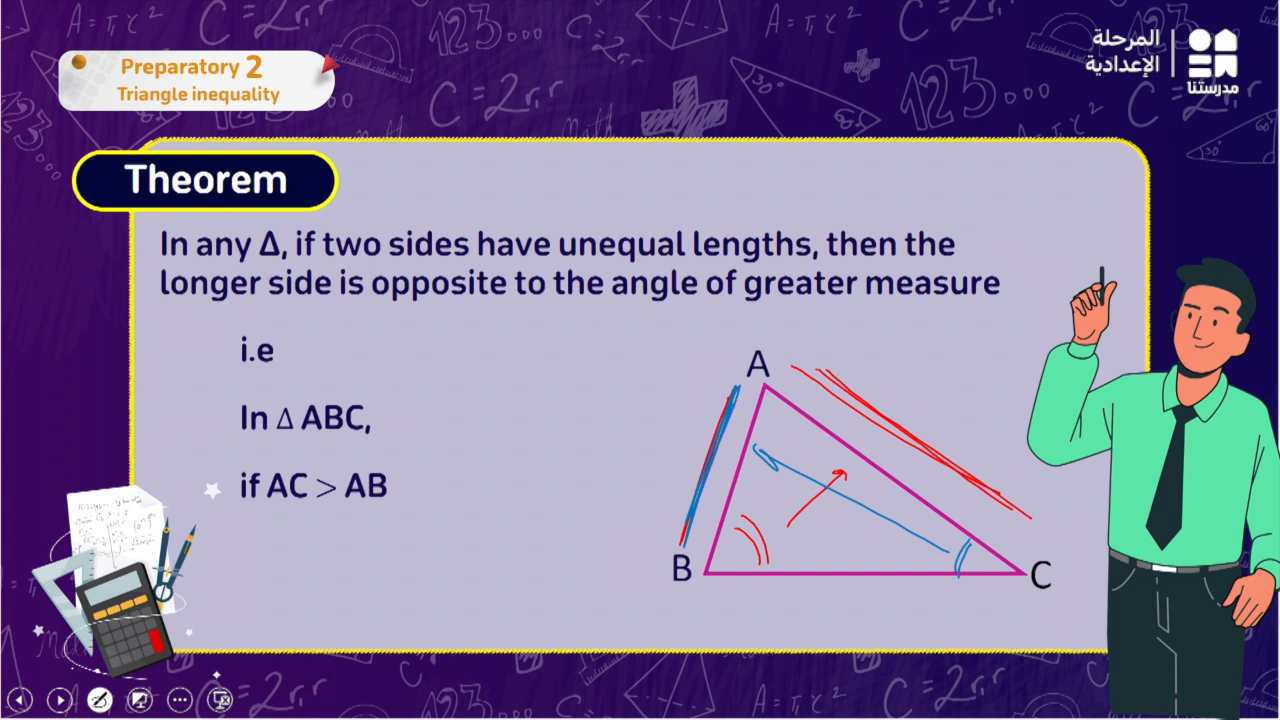 Preparatory 2
Triangle inequality
المرحلة
الإعدادية
مدرستنا
Theorem
In any Δ, if two sides have unequal lengths, then the
longer side is opposite to the angle of greater measure
i.e
In Δ ABC,
if AC > AB
A
B
C